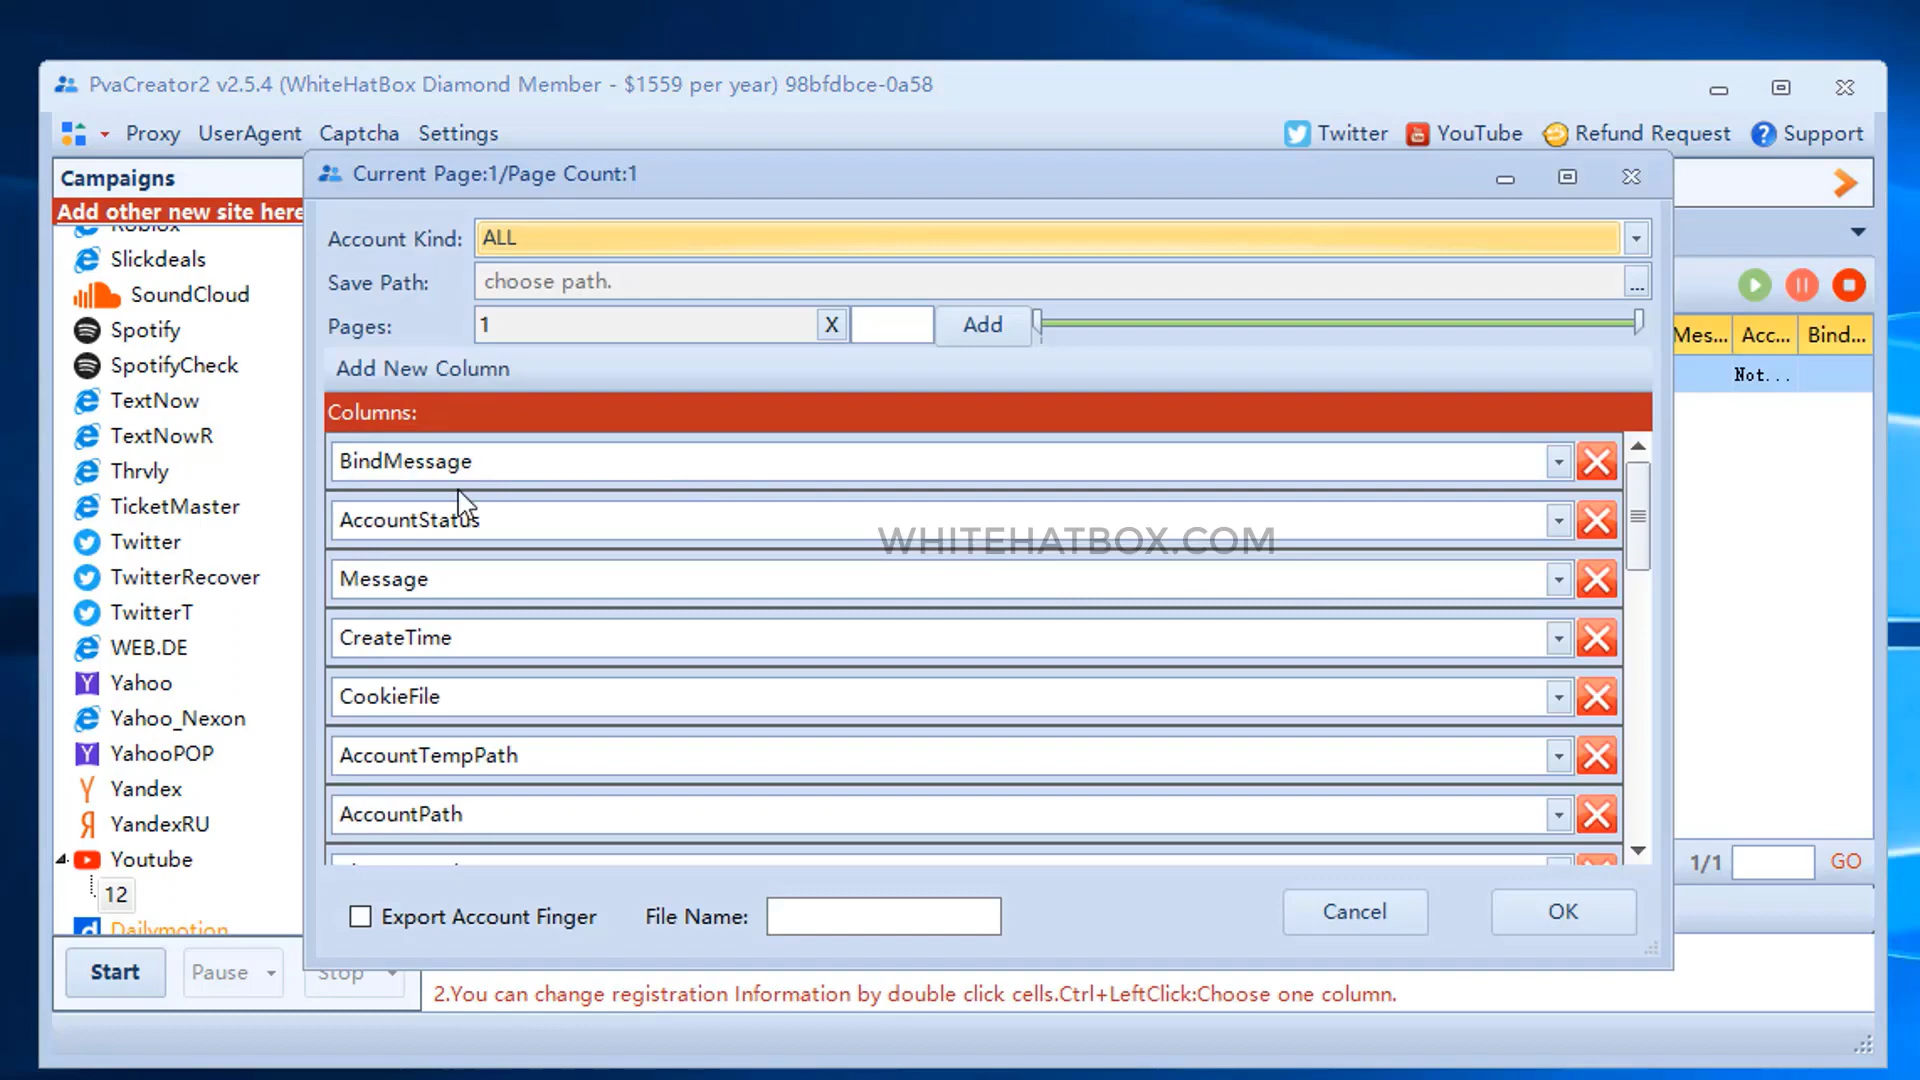 PvaCreator2 v2.5.4 (WhiteHatBox Diamond Member - $1559 per year) 98bfdbce-0a58
Proxy UserAgent Captcha Settings
Twitter YouTube Refund Request Support
Campaigns
Add other new site here
Roblox
Slickdeals
SoundCloud
Spotify
SpotifyCheck
TextNow
TextNowR
Thrvly
TicketMaster
Twitter
TwitterRecover
TwitterT
WEB.DE
Yahoo
Yahoo_Nexon
YahooPOP
Yandex
YandexRU
Youtube
12
Dailymotion
Start Pause Stop
Current Page:1/Page Count:1
Account Kind: ALL
Save Path: choose path. ...
Pages: 1 X Add
Add New Column
Columns:
BindMessage
AccountStatus
Message
CreateTime
CookieFile
AccountTempPath
AccountPath
Export Account Finger File Name: Cancel OK
WHITEHATBOX.COM
Mes... Acc... Bind...
Not...
1/1 GO
2.You can change registration Information by double click cells.Ctrl+LeftClick:Choose one column.